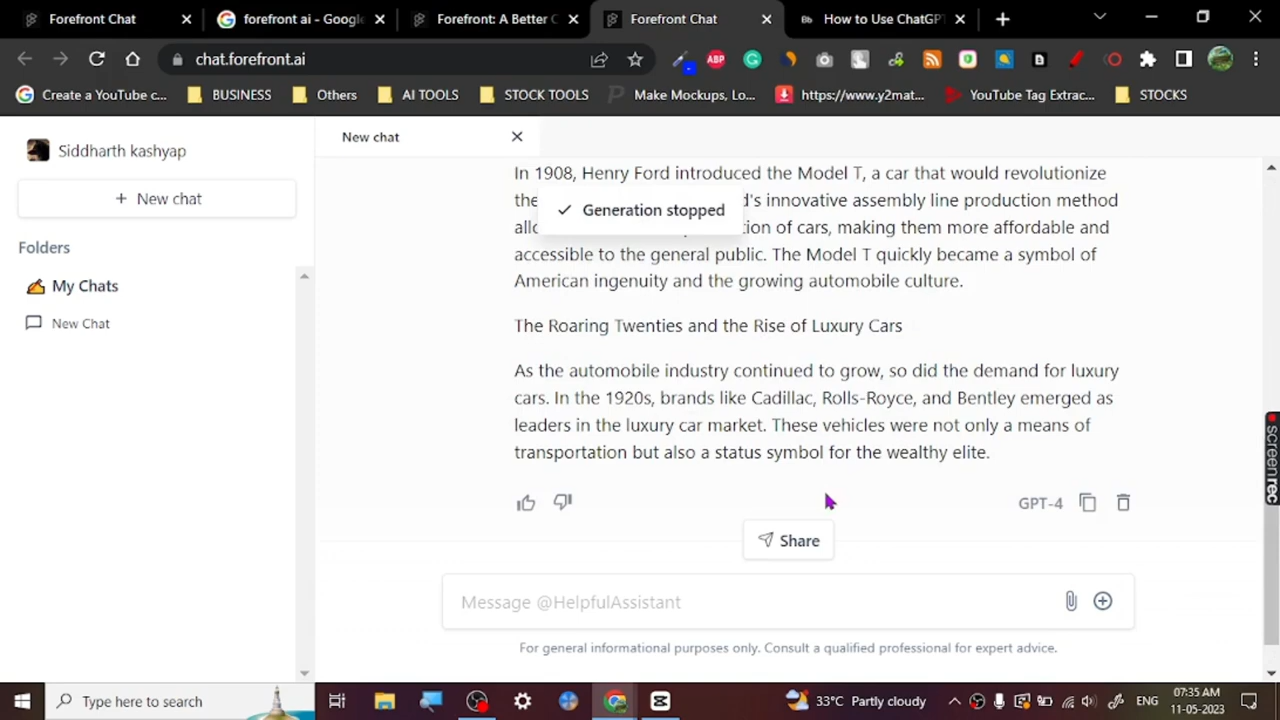 Forefront Chat
forefront ai - Google
Forefront: A Better C
Forefront Chat
How to Use ChatGPT
chat.forefront.ai
ABP
Create a YouTube c...
BUSINESS
Others
AI TOOLS
STOCK TOOLS
Make Mockups, Lo...
https://www.y2mat...
YouTube Tag Extrac...
STOCKS
Siddharth kashyap
New chat
+ New chat
Folders
My Chats
New Chat
In 1908, Henry Ford introduced the Model T, a car that would revolutionize
Generation stopped
d's innovative assembly line production method
ion of cars, making them more affordable and
accessible to the general public. The Model T quickly became a symbol of
American ingenuity and the growing automobile culture.
The Roaring Twenties and the Rise of Luxury Cars
As the automobile industry continued to grow, so did the demand for luxury
cars. In the 1920s, brands like Cadillac, Rolls-Royce, and Bentley emerged as
leaders in the luxury car market. These vehicles were not only a means of
transportation but also a status symbol for the wealthy elite.
GPT-4
Share
Message @HelpfulAssistant
For general informational purposes only. Consult a qualified professional for expert advice.
screenrec
Type here to search
33°C Partly cloudy
ENG
07:35 AM
11-05-2023